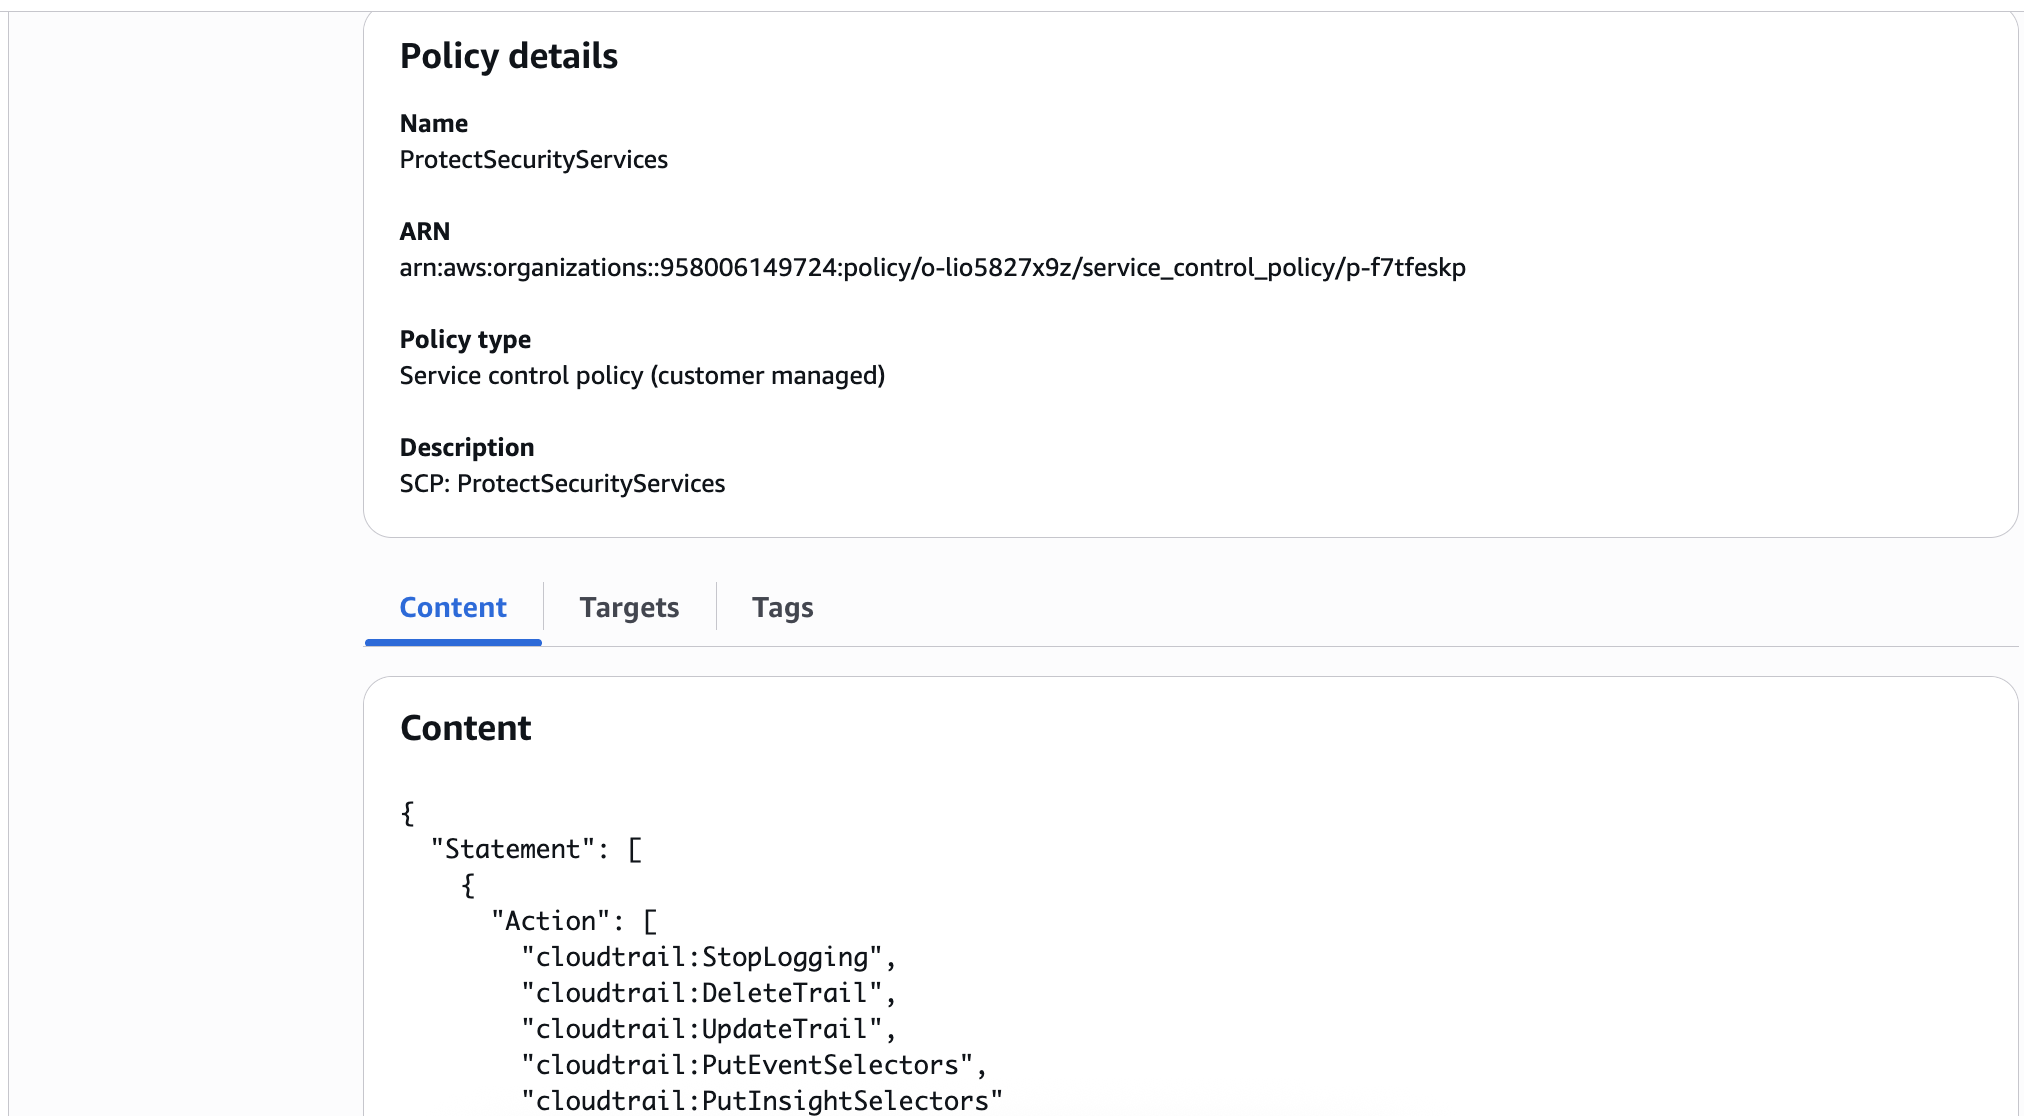 Policy details
Name
ProtectSecurityServices
ARN
arn:aws:organizations::958006149724:policy/o-lio5827x9z/service_control_policy/p-f7tfeskp
Policy type
Service control policy (customer managed)
Description
SCP: ProtectSecurityServices
Content
Targets
Tags
Content
{
  "Statement": [
    {
      "Action": [
        "cloudtrail:StopLogging",
        "cloudtrail:DeleteTrail",
        "cloudtrail:UpdateTrail",
        "cloudtrail:PutEventSelectors",
        "cloudtrail:PutInsightSelectors"